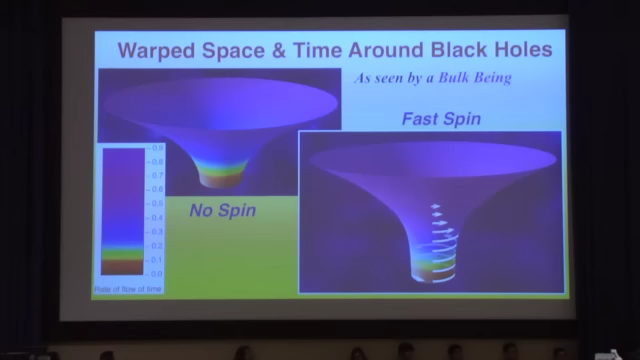 Warped Space & Time Around Black Holes
As seen by a Bulk Being
Fast Spin
0.9
0.8
0.7
0.6
0.5
0.4
0.3
0.2
0.1
0.0
No Spin
Rate of flow of time